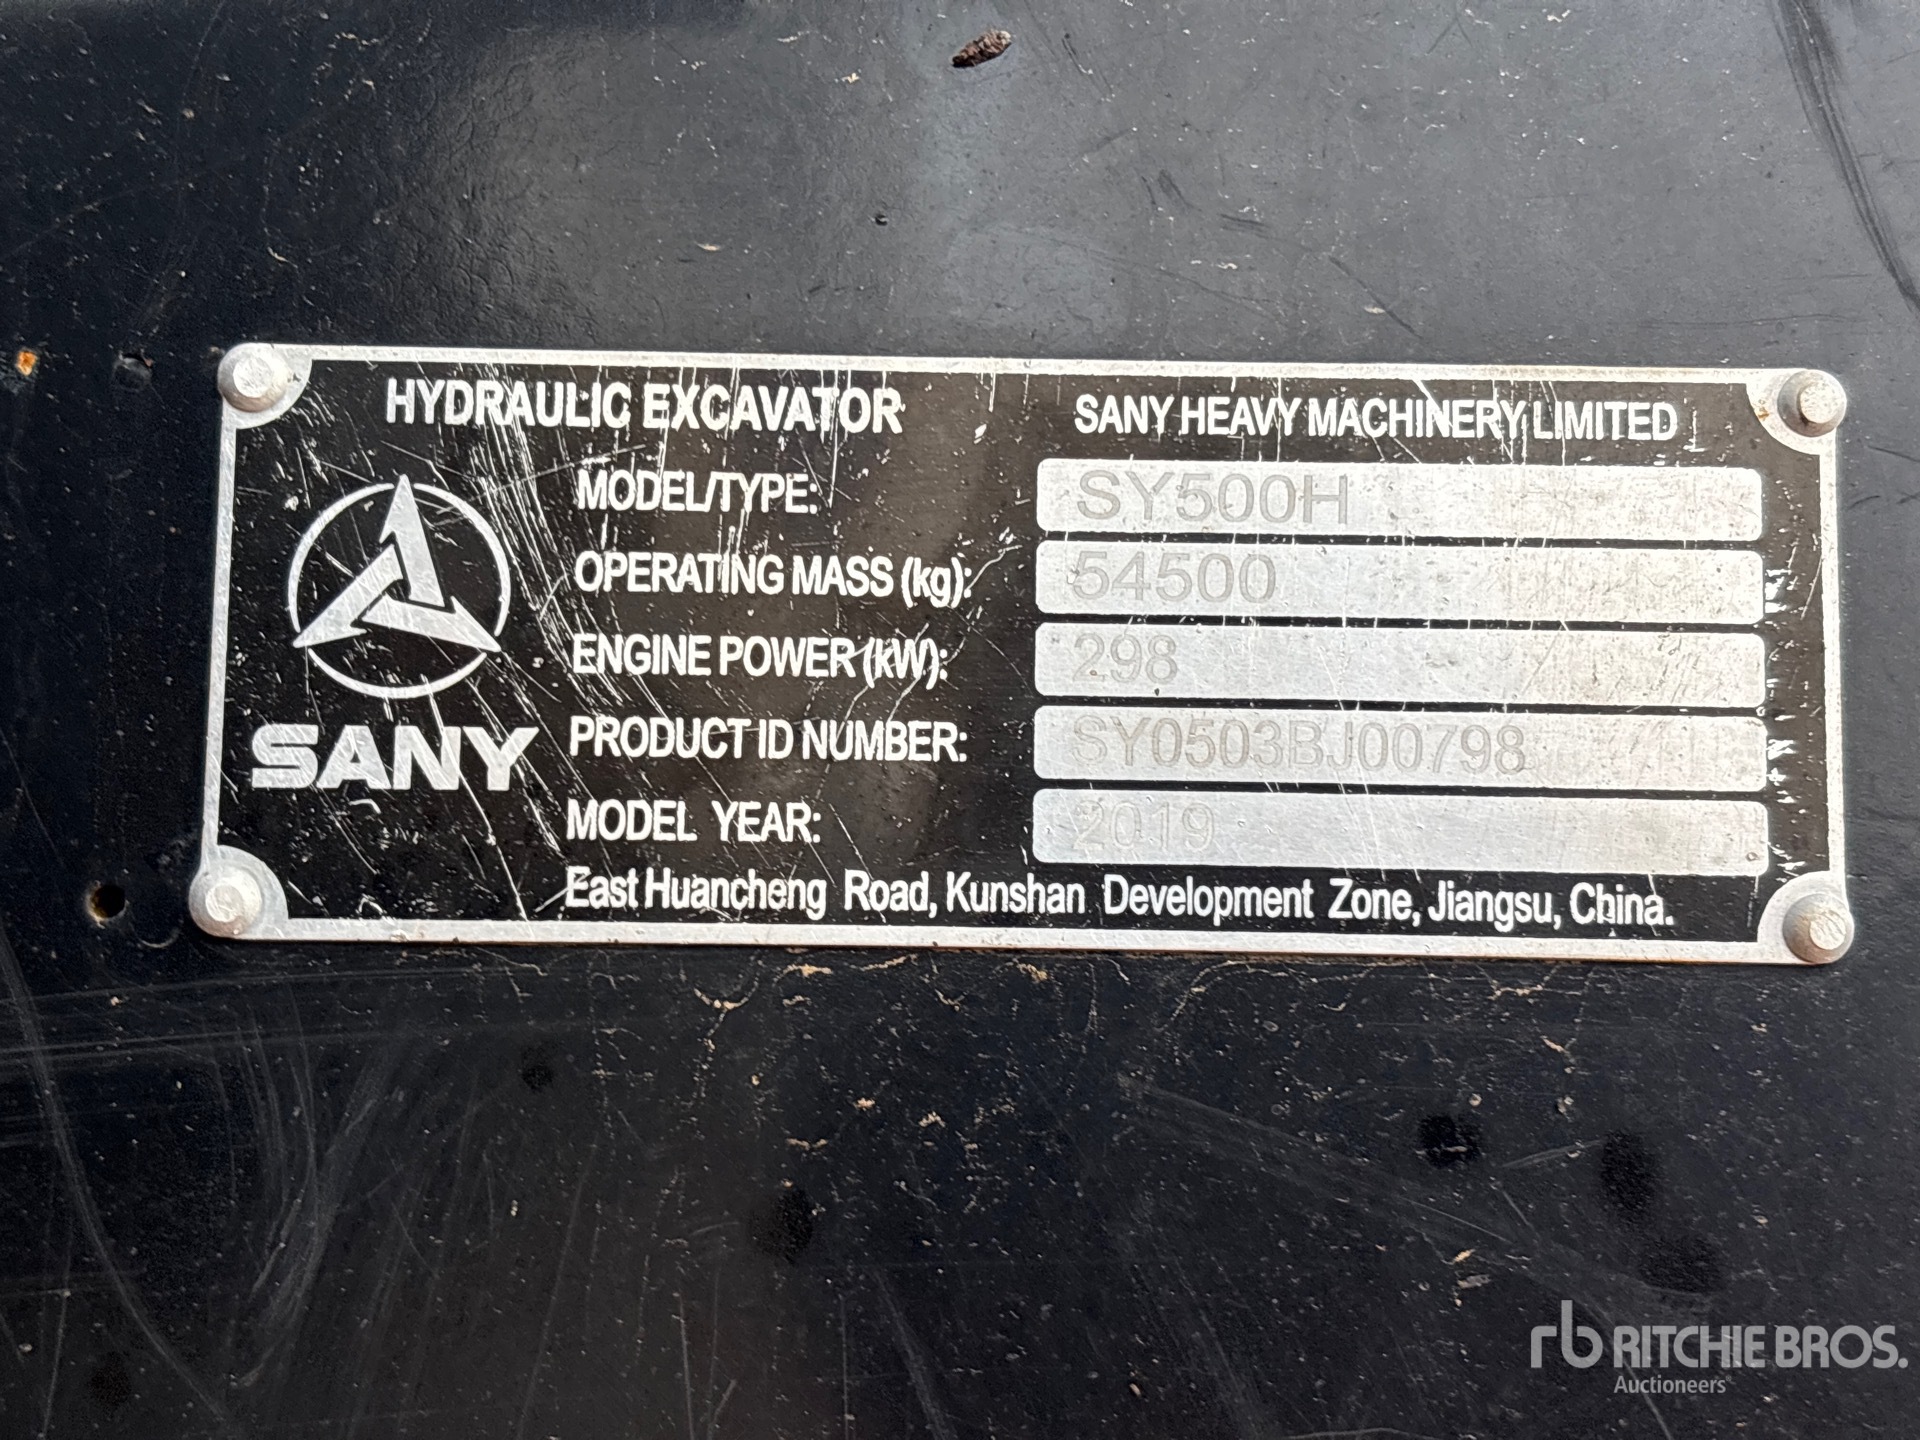 HYDRAULIC EXCAVATOR SANY HEAVY MACHINERY LIMITED
MODEL/TYPE: SY500H
OPERATING MASS (kg): 54500
ENGINE POWER (kW): 298
SANY
PRODUCT ID NUMBER: SY0503BJ00798
MODEL YEAR: 2019
East Huancheng Road, Kunshan Development Zone, Jiangsu, China.
rb RITCHIE BROS.
Auctioneers